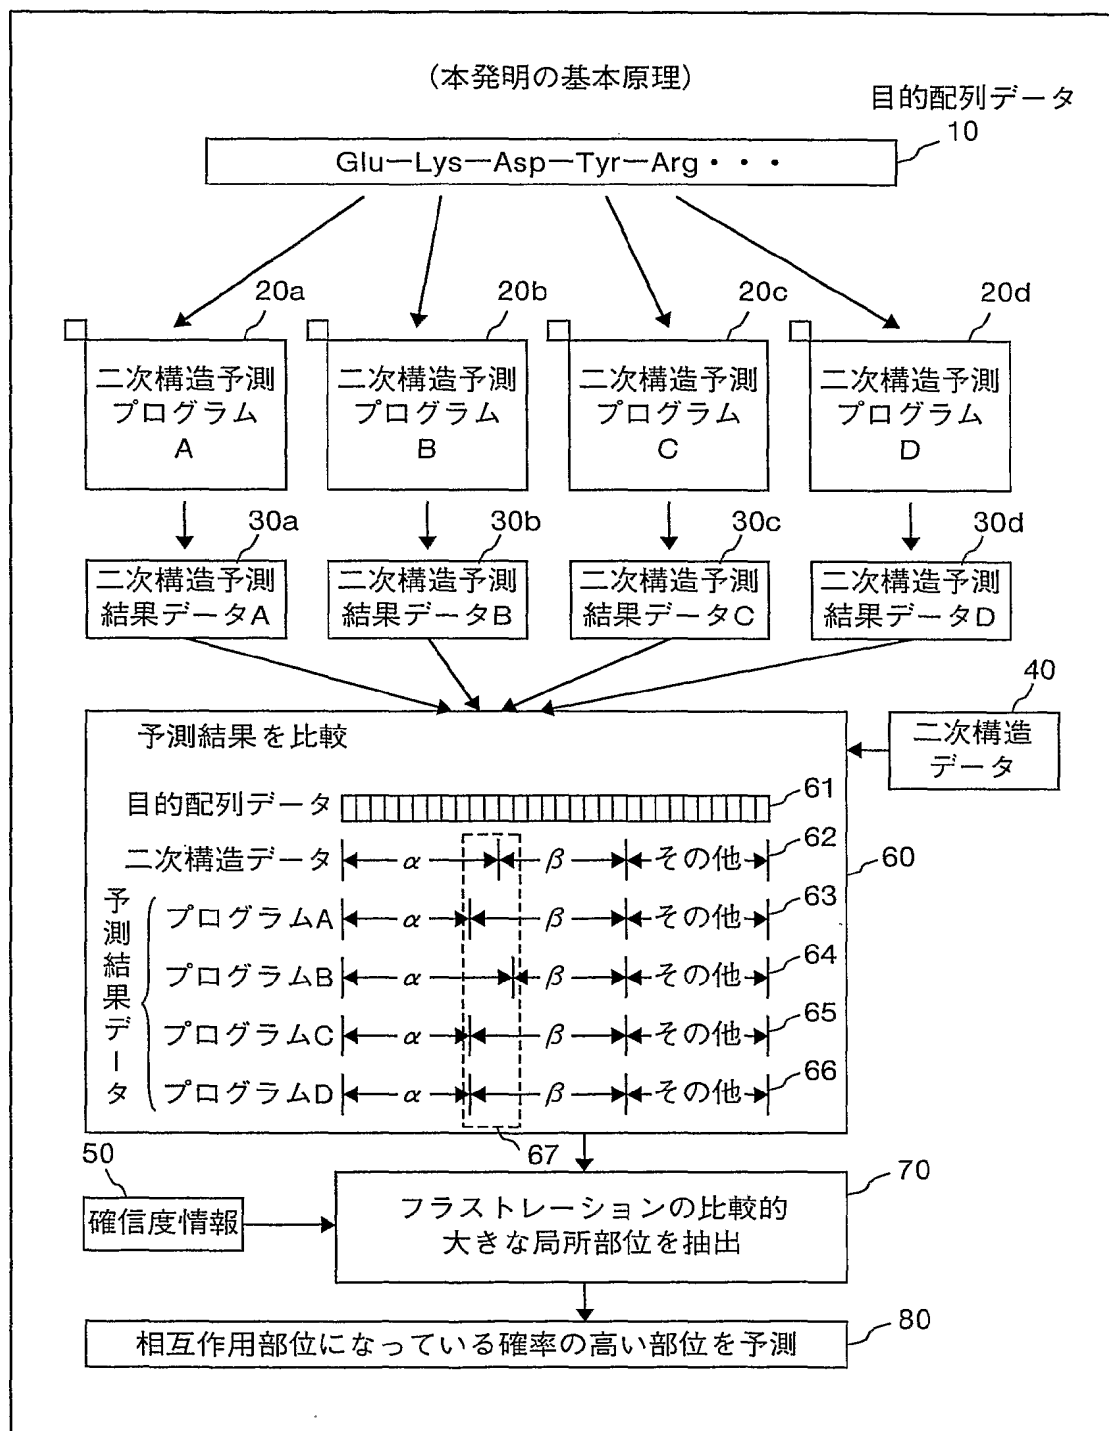 (本発明の基本原理)
目的配列データ
10
Glu—Lys—Asp—Tyr—Arg・・・
20a
20b
20c
20d
二次構造予測
プログラム
A
二次構造予測
プログラム
B
二次構造予測
プログラム
C
二次構造予測
プログラム
D
30a
30b
30c
30d
二次構造予測
結果データA
二次構造予測
結果データB
二次構造予測
結果データC
二次構造予測
結果データD
40
二次構造
データ
予測結果を比較
目的配列データ
61
二次構造データ
α
β
その他
62
60
予測結果データ
プログラムA
α
β
その他
63
プログラムB
α
β
その他
64
プログラムC
α
β
その他
65
プログラムD
α
β
その他
66
67
50
確信度情報
70
フラストレーションの比較的
大きな局所部位を抽出
80
相互作用部位になっている確率の高い部位を予測